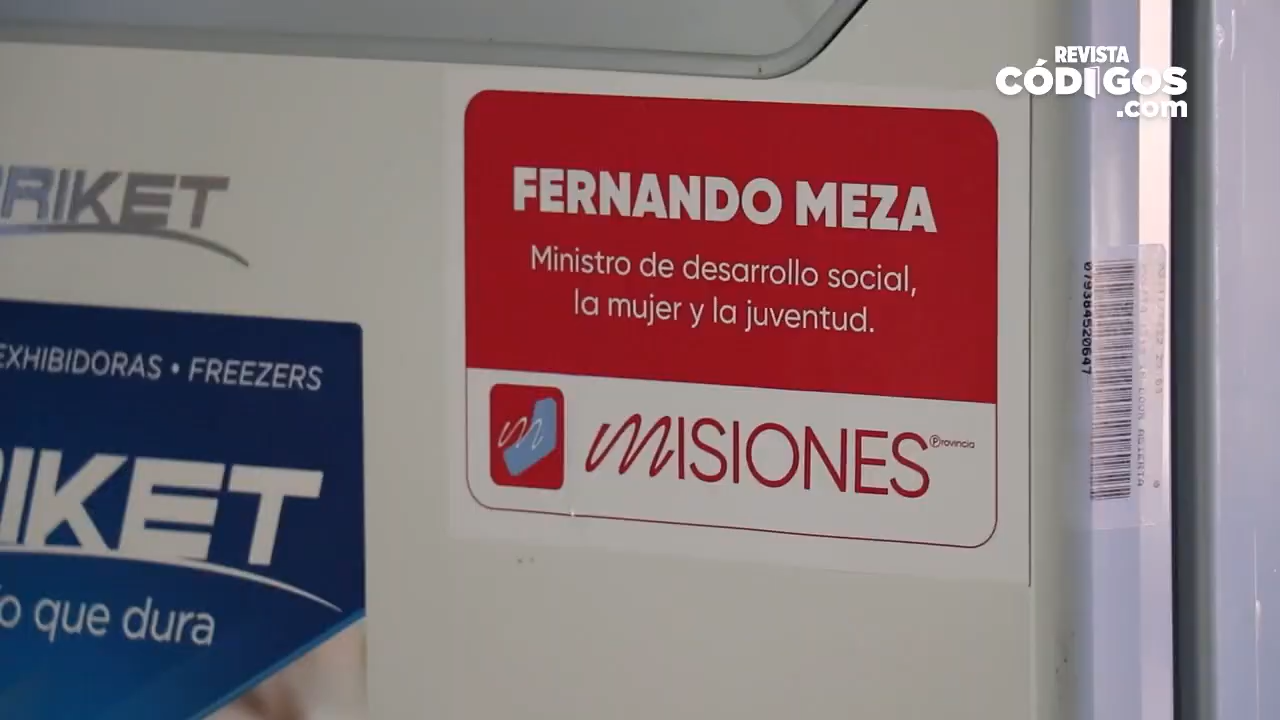 REVISTA
CÓDIGOS
.com
FERNANDO MEZA
Ministro de desarrollo social,
la mujer y la juventud.
MISIONES Provincia
RIKET
EXHIBIDORAS • FREEZERS
RIKET
que dura
079384520647